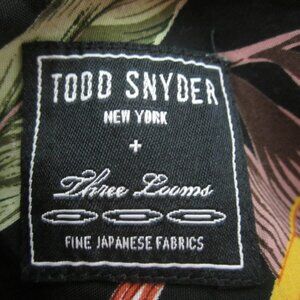 TODD SNYDER
NEW YORK
+
Three Looms
FINE JAPANESE FABRICS